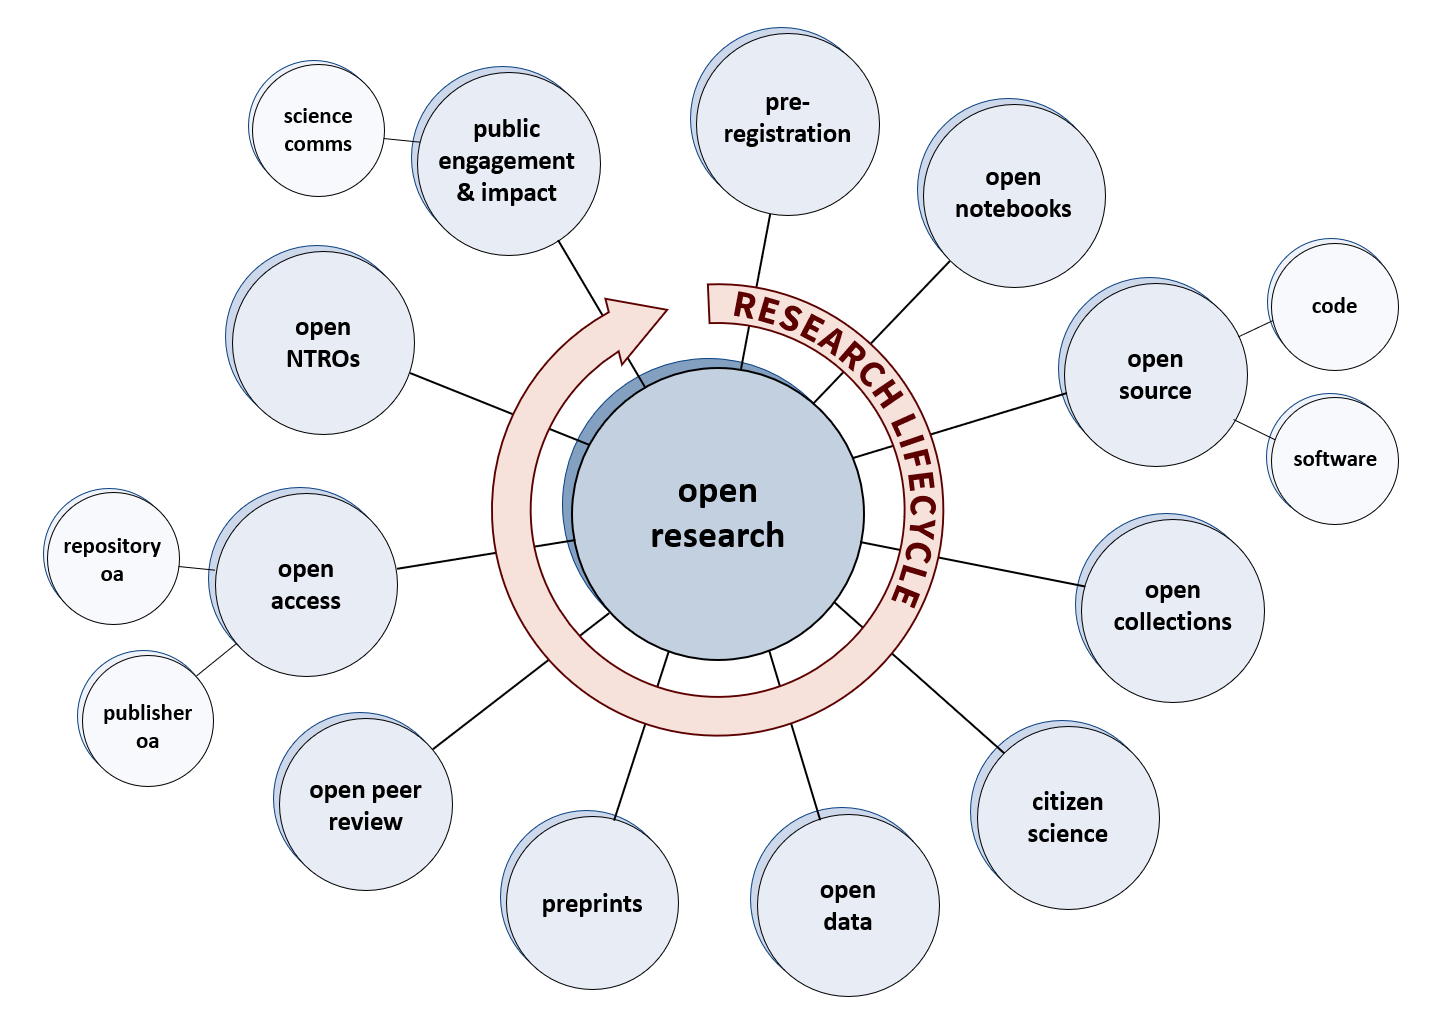 science
comms
public
engagement
& impact
pre-
registration
open
notebooks
open
NTROs
RESEARCH LIFECYCLE
open
source
code
software
open
research
repository
oa
open
access
open
collections
publisher
oa
open peer
review
preprints
open
data
citizen
science